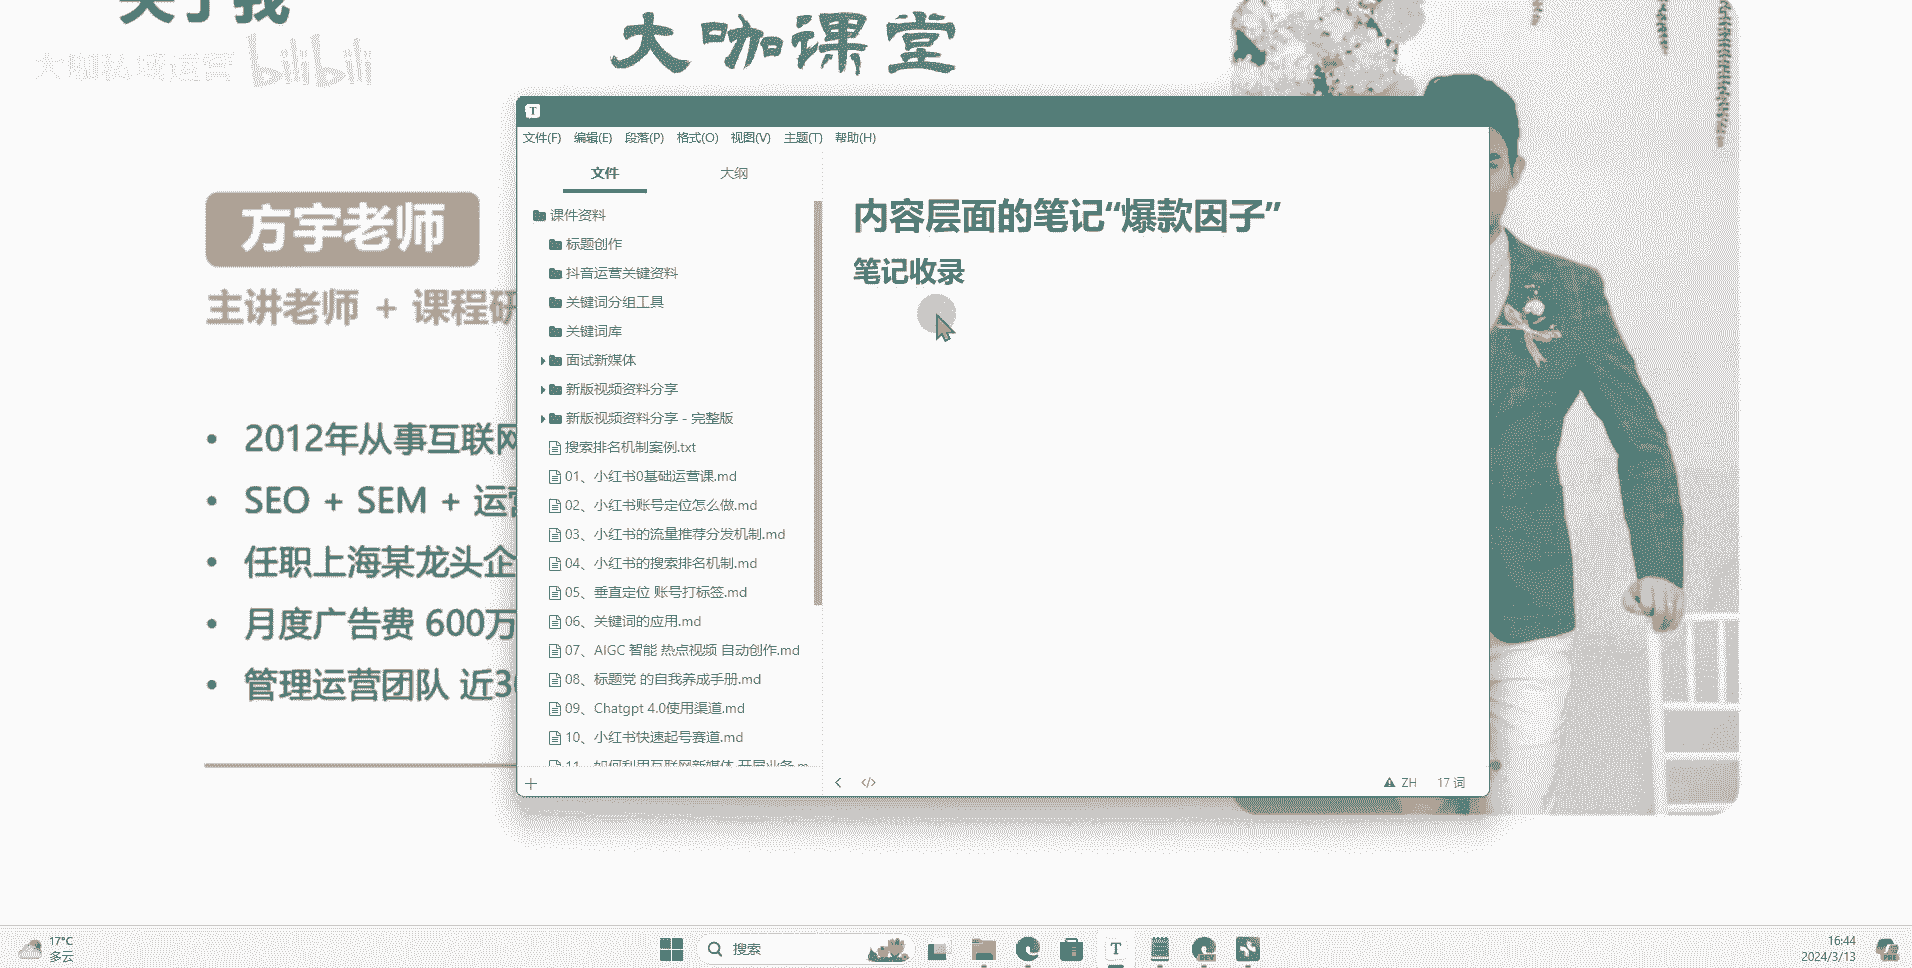 关于我
大咖课堂
大咖私域运营 bilibili
方宇老师
主讲老师 + 课程研
2012年从事互联网
SEO + SEM + 运营
任职上海某龙头企
月度广告费 600万
管理运营团队 近30
文件(F) 编辑(E) 段落(P) 格式(O) 视图(V) 主题(T) 帮助(H)
文件 大纲
课件资料
标题创作
抖音运营关键资料
关键词分组工具
关键词库
面试新媒体
新版视频资料分享
新版视频资料分享 - 完整版
搜索排名机制案例.txt
01、小红书0基础运营课.md
02、小红书账号定位怎么做.md
03、小红书的流量推荐分发机制.md
04、小红书的搜索排名机制.md
05、垂直定位 账号打标签.md
06、关键词的应用.md
07、AIGC 智能 热点视频 自动创作.md
08、标题党 的自我养成手册.md
09、Chatgpt 4.0使用渠道.md
10、小红书快速起号赛道.md
11、如何利用互联网新媒体 开展业务.m
内容层面的笔记“爆款因子”
笔记收录
ZH 17 词
17°C
多云
搜索
16:44
2024/3/13